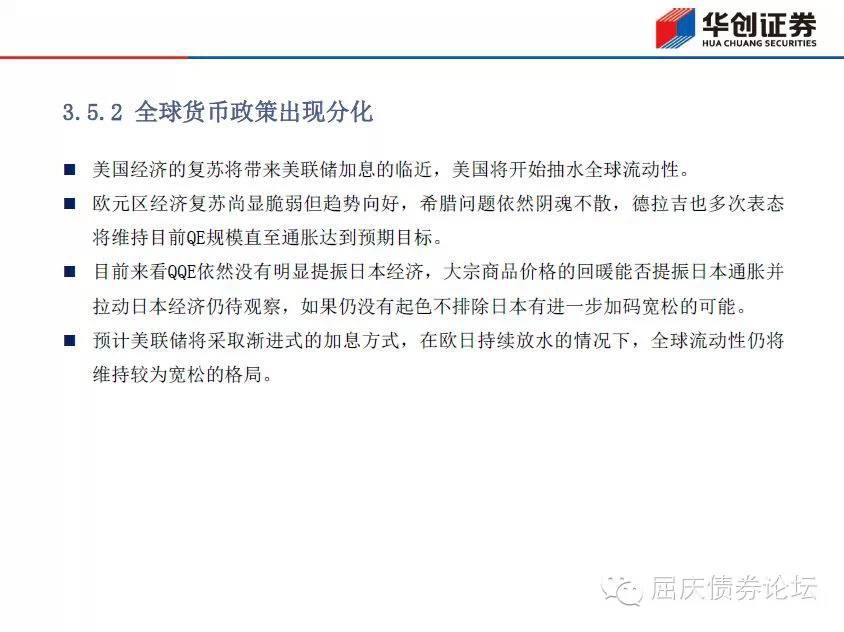 华创证券
HUA CHUANG SECURITIES
3.5.2 全球货币政策出现分化
美国经济的复苏将带来美联储加息的临近，美国将开始抽水全球流动性。
欧元区经济复苏尚显脆弱但趋势向好，希腊问题依然阴魂不散，德拉吉也多次表态
将维持目前QE规模直至通胀达到预期目标。
目前来看QQE依然没有明显提振日本经济，大宗商品价格的回暖能否提振日本通胀并
拉动日本经济仍待观察，如果仍没有起色不排除日本有进一步加码宽松的可能。
预计美联储将采取渐进式的加息方式，在欧日持续放水的情况下，全球流动性仍将
维持较为宽松的格局。
屈庆债券论坛